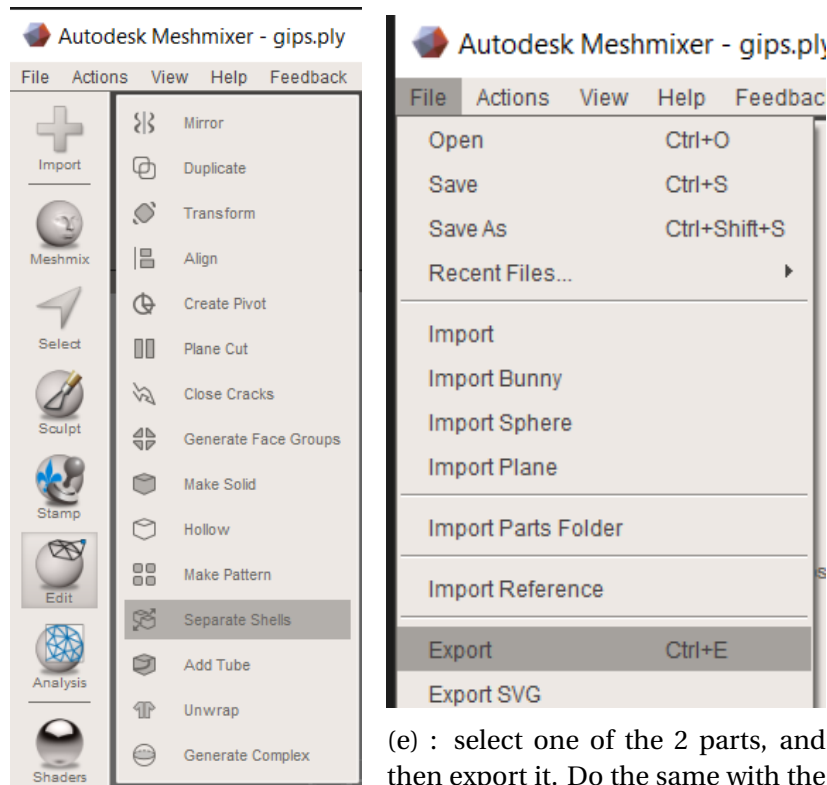 Autodesk Meshmixer - gips.ply
File Actions View Help Feedback
Import
Meshmix
Select
Sculpt
Stamp
Edit
Analysis
Shaders
Mirror
Duplicate
Transform
Align
Create Pivot
Plane Cut
Close Cracks
Generate Face Groups
Make Solid
Hollow
Make Pattern
Separate Shells
Add Tube
Unwrap
Generate Complex
Autodesk Meshmixer - gips.ply
File Actions View Help Feedbac
Open Ctrl+O
Save Ctrl+S
Save As Ctrl+Shift+S
Recent Files...
Import
Import Bunny
Import Sphere
Import Plane
Import Parts Folder
Import Reference
Export Ctrl+E
Export SVG
(e) : select one of the 2 parts, and
then export it. Do the same with the